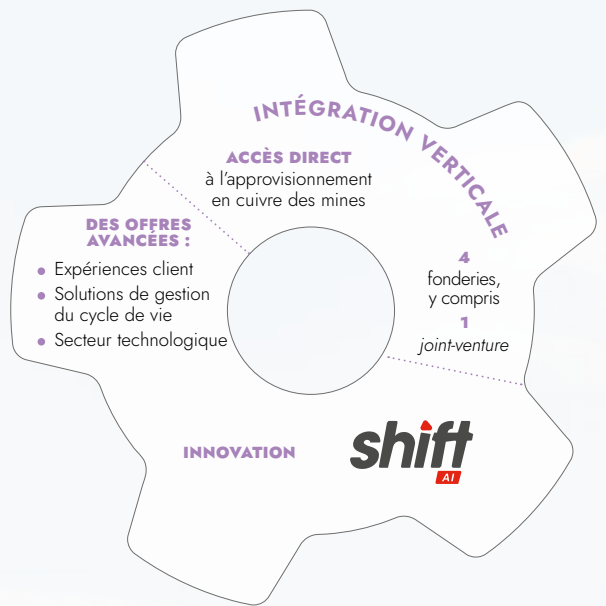 INTÉGRATION VERTICALE
ACCÈS DIRECT
à l'approvisionnement
en cuivre des mines
4
fonderies,
y compris
1
joint-venture
DES OFFRES
AVANCÉES :
• Expériences client
• Solutions de gestion
du cycle de vie
• Secteur technologique
INNOVATION
shift
AI